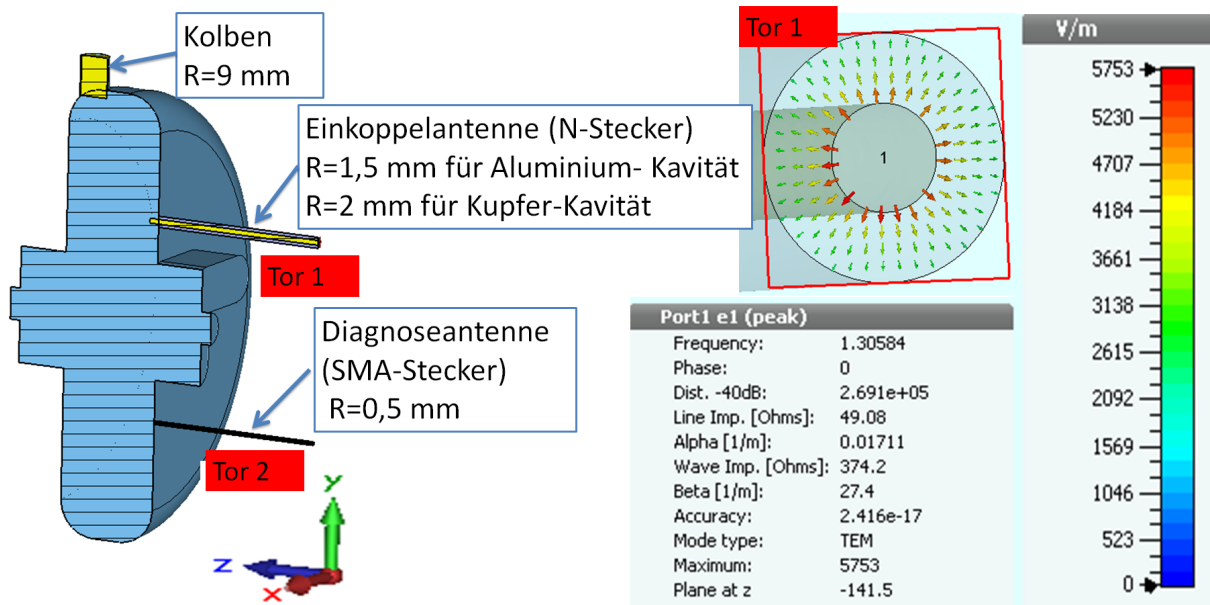 Kolben
R=9 mm
Einkoppelantenne (N-Stecker)
R=1,5 mm für Aluminium- Kavität
R=2 mm für Kupfer-Kavität
Tor 1
Diagnoseantenne
(SMA-Stecker)
R=0,5 mm
Tor 2
y
z
x
Tor 1
1
Port1 e1 (peak)
Frequency: 1.30584
Phase: 0
Dist. -40dB: 2.691e+05
Line Imp. [Ohms]: 49.08
Alpha [1/m]: 0.01711
Wave Imp. [Ohms]: 374.2
Beta [1/m]: 27.4
Accuracy: 2.416e-17
Mode type: TEM
Maximum: 5753
Plane at z -141.5
V/m
5753
5230
4707
4184
3661
3138
2615
2092
1569
1046
523
0